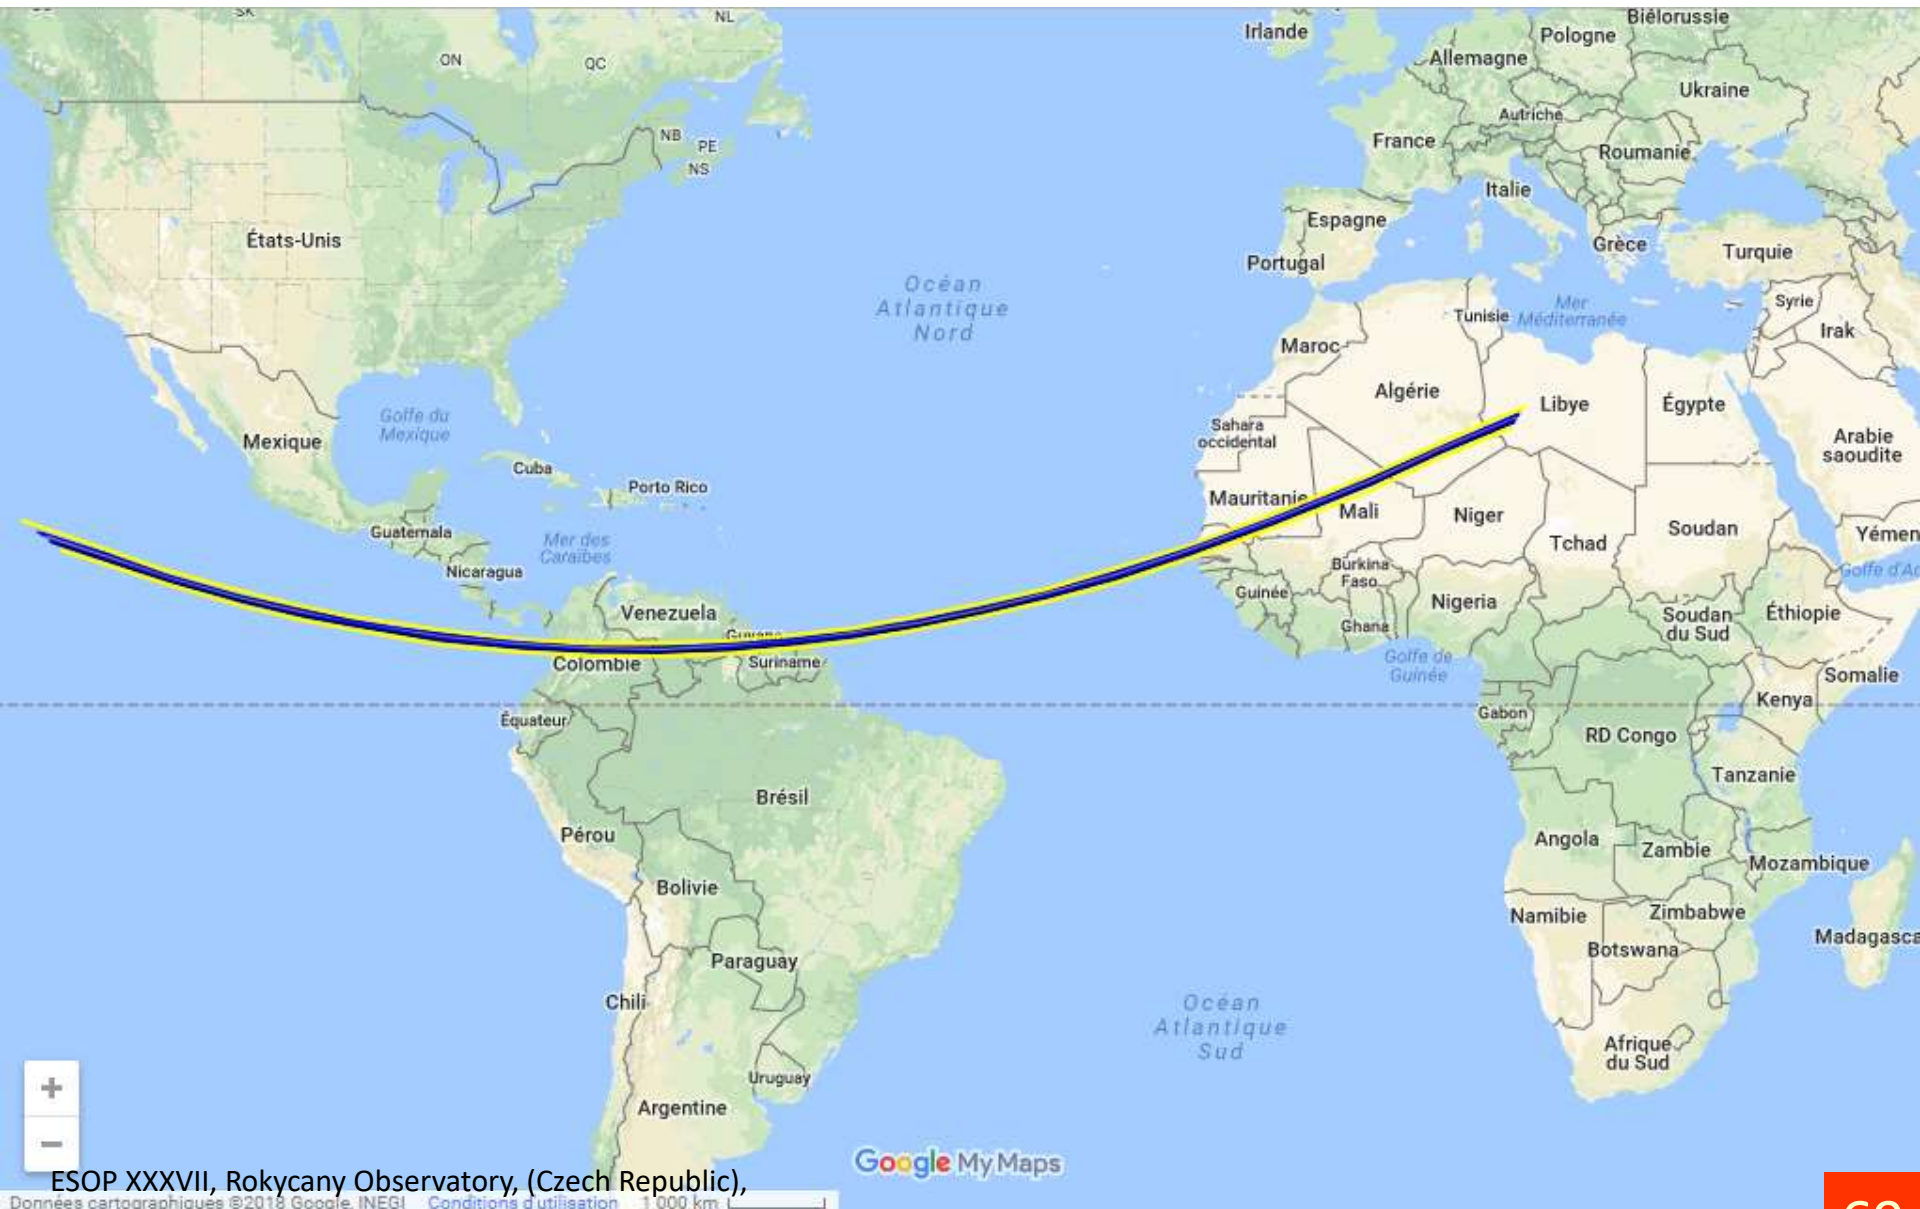 SK
NL
ON
QC
NB
PE
NS
États-Unis
Golfe du
Mexique
Mexique
Cuba
Porto Rico
Guatemala
Mer des
Caraïbes
Nicaragua
Océan
Atlantique
Nord
Irlande
Biélorussie
Pologne
Allemagne
Ukraine
Autriche
France
Roumanie
Italie
Espagne
Grèce
Turquie
Portugal
Syrie
Mer
Méditerranée
Tunisie
Irak
Maroc
Algérie
Libye
Égypte
Sahara
occidental
Arabie
saoudite
Mauritanie
Mali
Niger
Soudan
Tchad
Yémen
Burkina
Faso
Golfe d'Ad
Guinée
Nigeria
Éthiopie
Ghana
Soudan
du Sud
Golfe de
Guinée
Somalie
Kenya
Gabon
RD Congo
Tanzanie
Venezuela
Guyana
Colombie
Suriname
Équateur
Brésil
Pérou
Bolivie
Paraguay
Chili
Uruguay
Argentine
Angola
Zambie
Mozambique
Namibie
Zimbabwe
Botswana
Madagasca
Océan
Atlantique
Sud
Afrique
du Sud
+
−
Google My Maps
ESOP XXXVII, Rokycany Observatory, (Czech Republic),
Données cartographiques ©2018 Google, INEGI Conditions d'utilisation 1 000 km